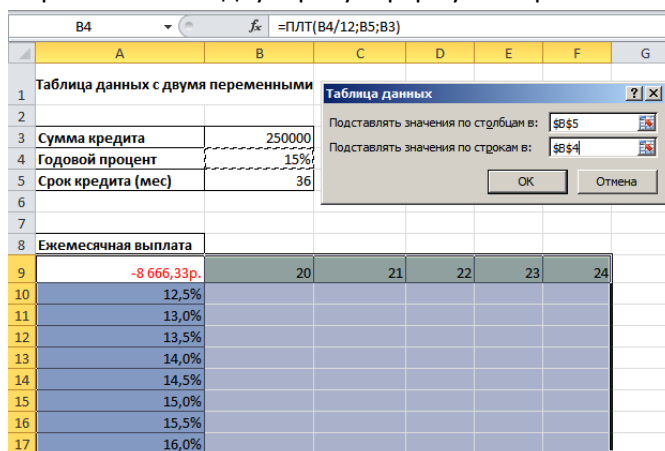 B4 fx =ПЛТ(B4/12;B5;B3)
A B C D E F G
1 Таблица данных с двумя переменными
Таблица данных ? X
2
Подставлять значения по столбцам в: $B$5
3 Сумма кредита 250000
Подставлять значения по строкам в: $B$4
4 Годовой процент 15%
5 Срок кредита (мес) 36
ОК Отмена
6
7
8 Ежемесячная выплата
9 -8 666,33р. 20 21 22 23 24
10 12,5%
11 13,0%
12 13,5%
13 14,0%
14 14,5%
15 15,0%
16 15,5%
17 16,0%